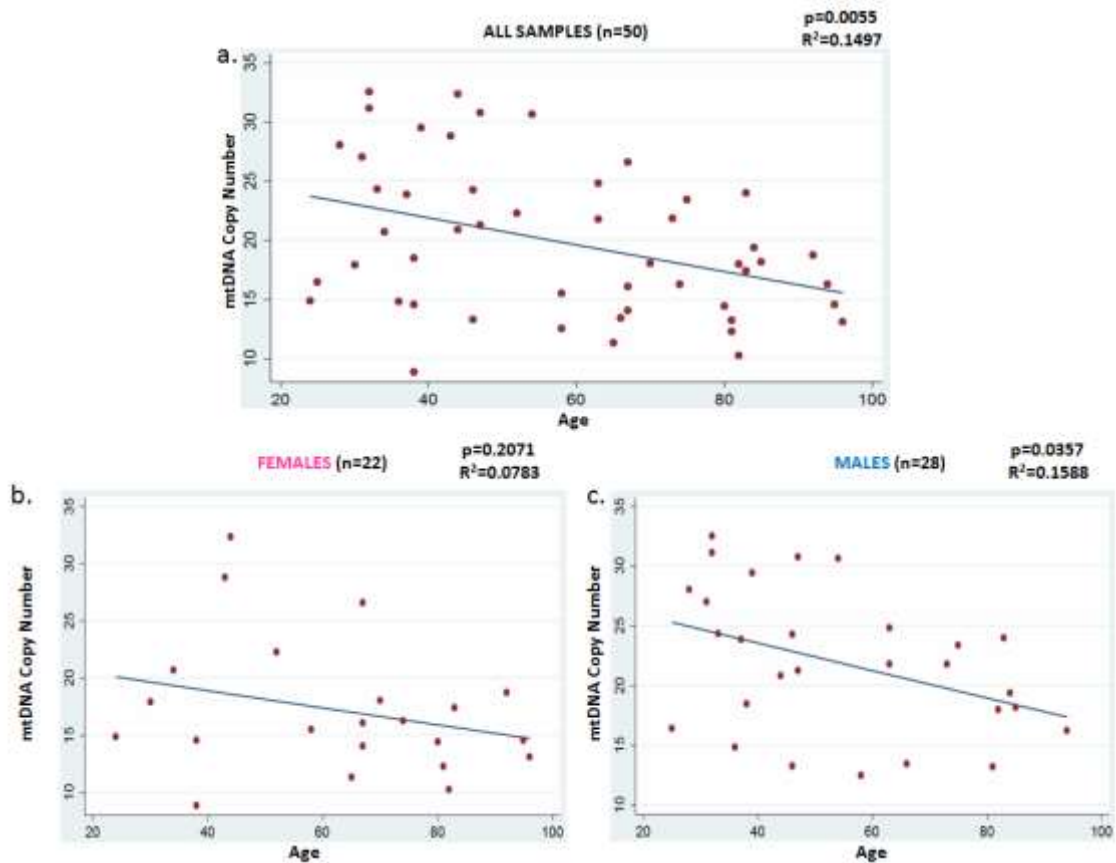 ALL SAMPLES (n=50)
p=0.0055
R²=0.1497
a.
mtDNA Copy Number
35
30
25
20
15
10
20 40 60 80 100
Age
FEMALES (n=22)
p=0.2071
R²=0.0783
b.
mtDNA Copy Number
35
30
25
20
15
10
20 40 60 80 100
Age
MALES (n=28)
p=0.0357
R²=0.1588
c.
mtDNA Copy Number
35
30
25
20
15
10
20 40 60 80 100
Age